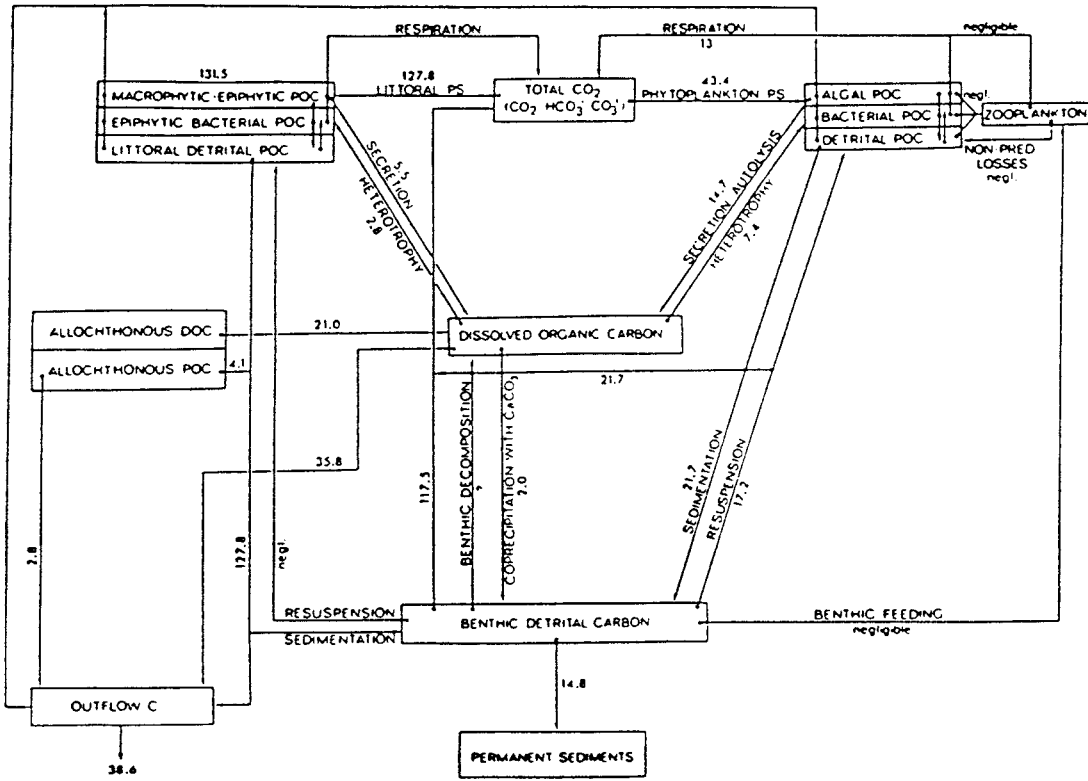 RESPIRATION
RESPIRATION
13
negligible
131.5
MACROPHYTIC-EPIPHYTIC POC
EPIPHYTIC BACTERIAL POC
LITTORAL DETRITAL POC
127.8
LITTORAL PS
TOTAL CO2
(CO2 HCO3- CO3=)
43.4
PHYTOPLANKTON PS
ALGAL POC
BACTERIAL POC
DETRITAL POC
negl.
ZOOPLANKTON
NON-PRED
LOSSES
negl.
5.5
SECRETION
HETEROTROPHY
2.8
14.7
SECRETION AUTOLYSIS
HETEROTROPHY
7.4
ALLOCHTHONOUS DOC
ALLOCHTHONOUS POC
21.0
4.1
DISSOLVED ORGANIC CARBON
21.7
35.8
117.5
BENTHIC DECOMPOSITION
?
COPRECIPITATION WITH CaCO3
2.0
21.7
SEDIMENTATION
RESUSPENSION
17.2
2.8
127.8
negl.
RESUSPENSION
SEDIMENTATION
BENTHIC DETRITAL CARBON
BENTHIC FEEDING
negligible
14.8
OUTFLOW C
38.6
PERMANENT SEDIMENTS